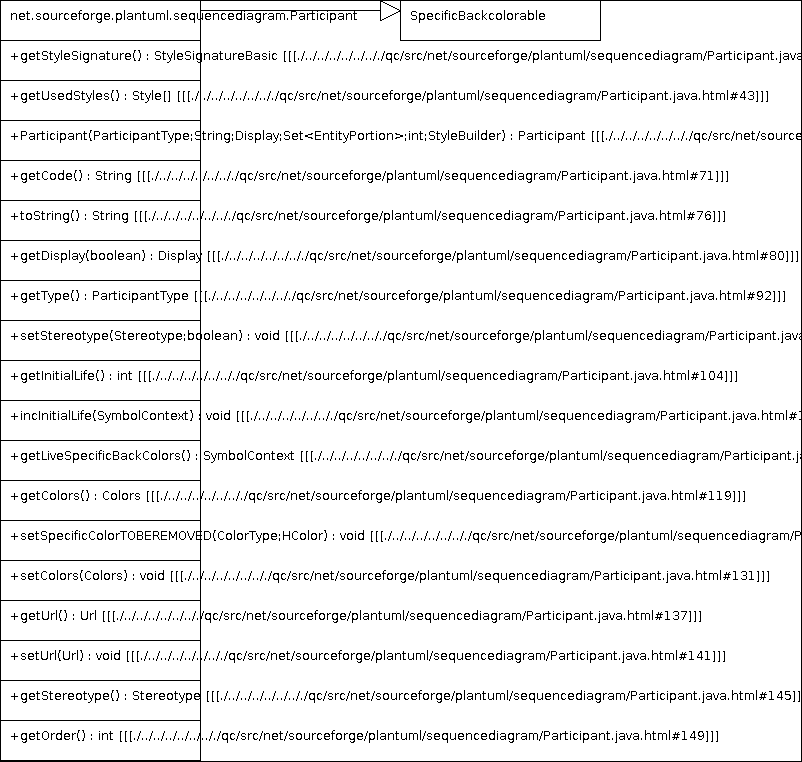 net.sourceforge.plantuml.sequencediagram.Participant
SpecificBackcolorable
+getStyleSignature() : StyleSignatureBasic [[[./../../../../../../qc/src/net/sourceforge/plantuml/sequencediagram/Participant.java
+getUsedStyles() : Style[] [[[./../../../../../../qc/src/net/sourceforge/plantuml/sequencediagram/Participant.java.html#43]]]
+Participant(ParticipantType;String;Display;Set<EntityPortion>;int;StyleBuilder) : Participant [[[./../../../../../../qc/src/net/source
+getCode() : String [[[./../../../../../../qc/src/net/sourceforge/plantuml/sequencediagram/Participant.java.html#71]]]
+toString() : String [[[./../../../../../../qc/src/net/sourceforge/plantuml/sequencediagram/Participant.java.html#76]]]
+getDisplay(boolean) : Display [[[./../../../../../../qc/src/net/sourceforge/plantuml/sequencediagram/Participant.java.html#80]]]
+getType() : ParticipantType [[[./../../../../../../qc/src/net/sourceforge/plantuml/sequencediagram/Participant.java.html#92]]]
+setStereotype(Stereotype;boolean) : void [[[./../../../../../../qc/src/net/sourceforge/plantuml/sequencediagram/Participant.java
+getInitialLife() : int [[[./../../../../../../qc/src/net/sourceforge/plantuml/sequencediagram/Participant.java.html#104]]]
+incInitialLife(SymbolContext) : void [[[./../../../../../../qc/src/net/sourceforge/plantuml/sequencediagram/Participant.java.html#1
+getLiveSpecificBackColors() : SymbolContext [[[./../../../../../../qc/src/net/sourceforge/plantuml/sequencediagram/Participant.j
+getColors() : Colors [[[./../../../../../../qc/src/net/sourceforge/plantuml/sequencediagram/Participant.java.html#119]]]
+setSpecificColorTOBEREMOVED(ColorType;HColor) : void [[[./../../../../../../qc/src/net/sourceforge/plantuml/sequencediagram/P
+setColors(Colors) : void [[[./../../../../../../qc/src/net/sourceforge/plantuml/sequencediagram/Participant.java.html#131]]]
+getUrl() : Url [[[./../../../../../../qc/src/net/sourceforge/plantuml/sequencediagram/Participant.java.html#137]]]
+setUrl(Url) : void [[[./../../../../../../qc/src/net/sourceforge/plantuml/sequencediagram/Participant.java.html#141]]]
+getStereotype() : Stereotype [[[./../../../../../../qc/src/net/sourceforge/plantuml/sequencediagram/Participant.java.html#145]]]
+getOrder() : int [[[./../../../../../../qc/src/net/sourceforge/plantuml/sequencediagram/Participant.java.html#149]]]